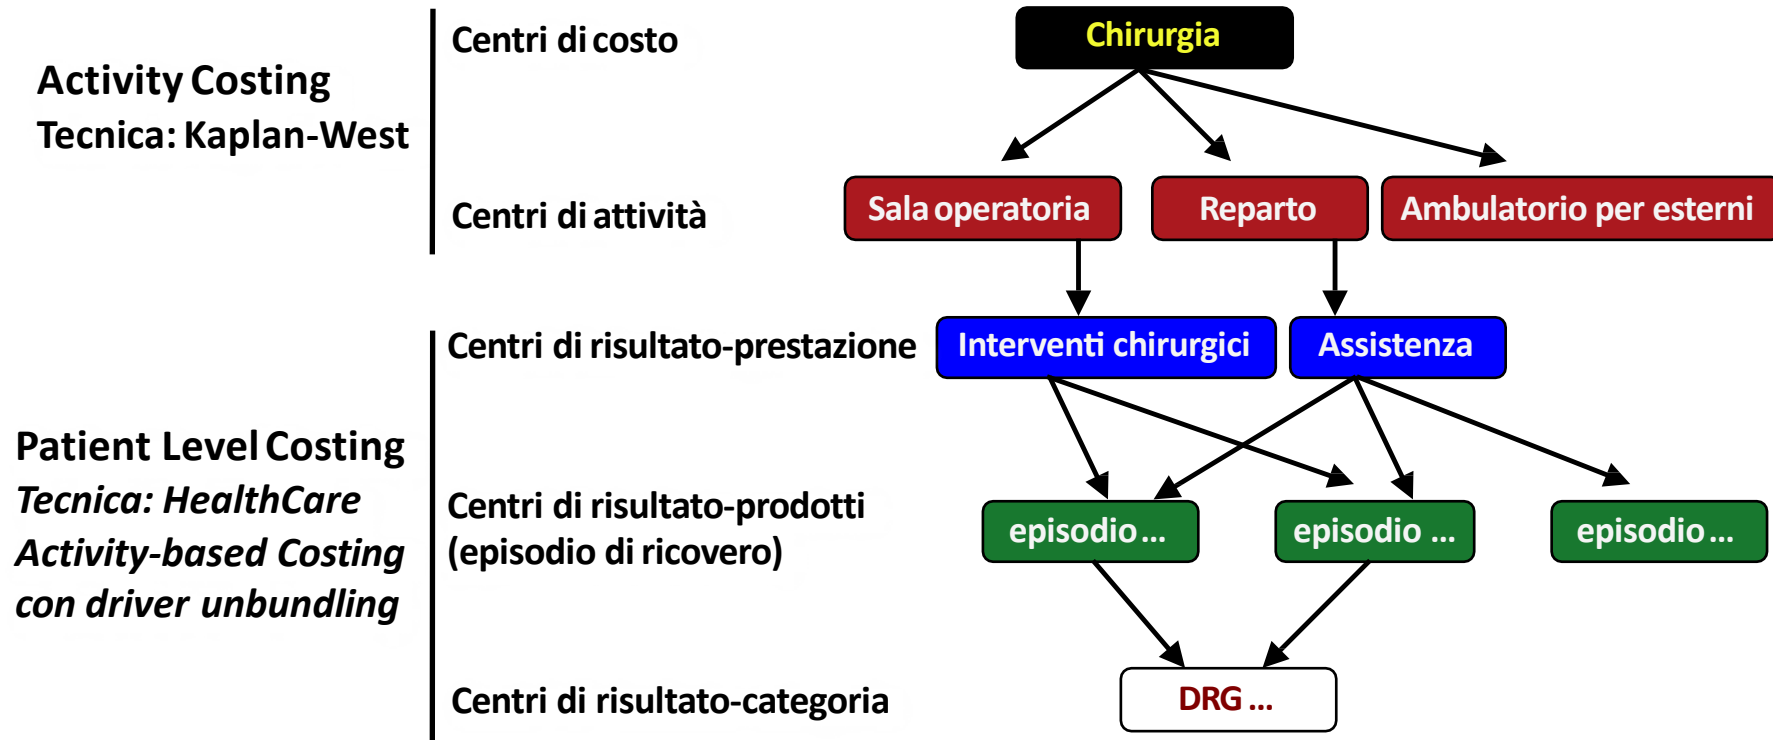 Activity Costing
Tecnica: Kaplan-West
Centri di costo
Chirurgia
Centri di attività
Sala operatoria
Reparto
Ambulatorio per esterni
Patient Level Costing
Tecnica: HealthCare
Activity-based Costing
con driver unbundling
Centri di risultato-prestazione
Interventi chirurgici
Assistenza
Centri di risultato-prodotti
(episodio di ricovero)
episodio ...
episodio ...
episodio ...
Centri di risultato-categoria
DRG ...